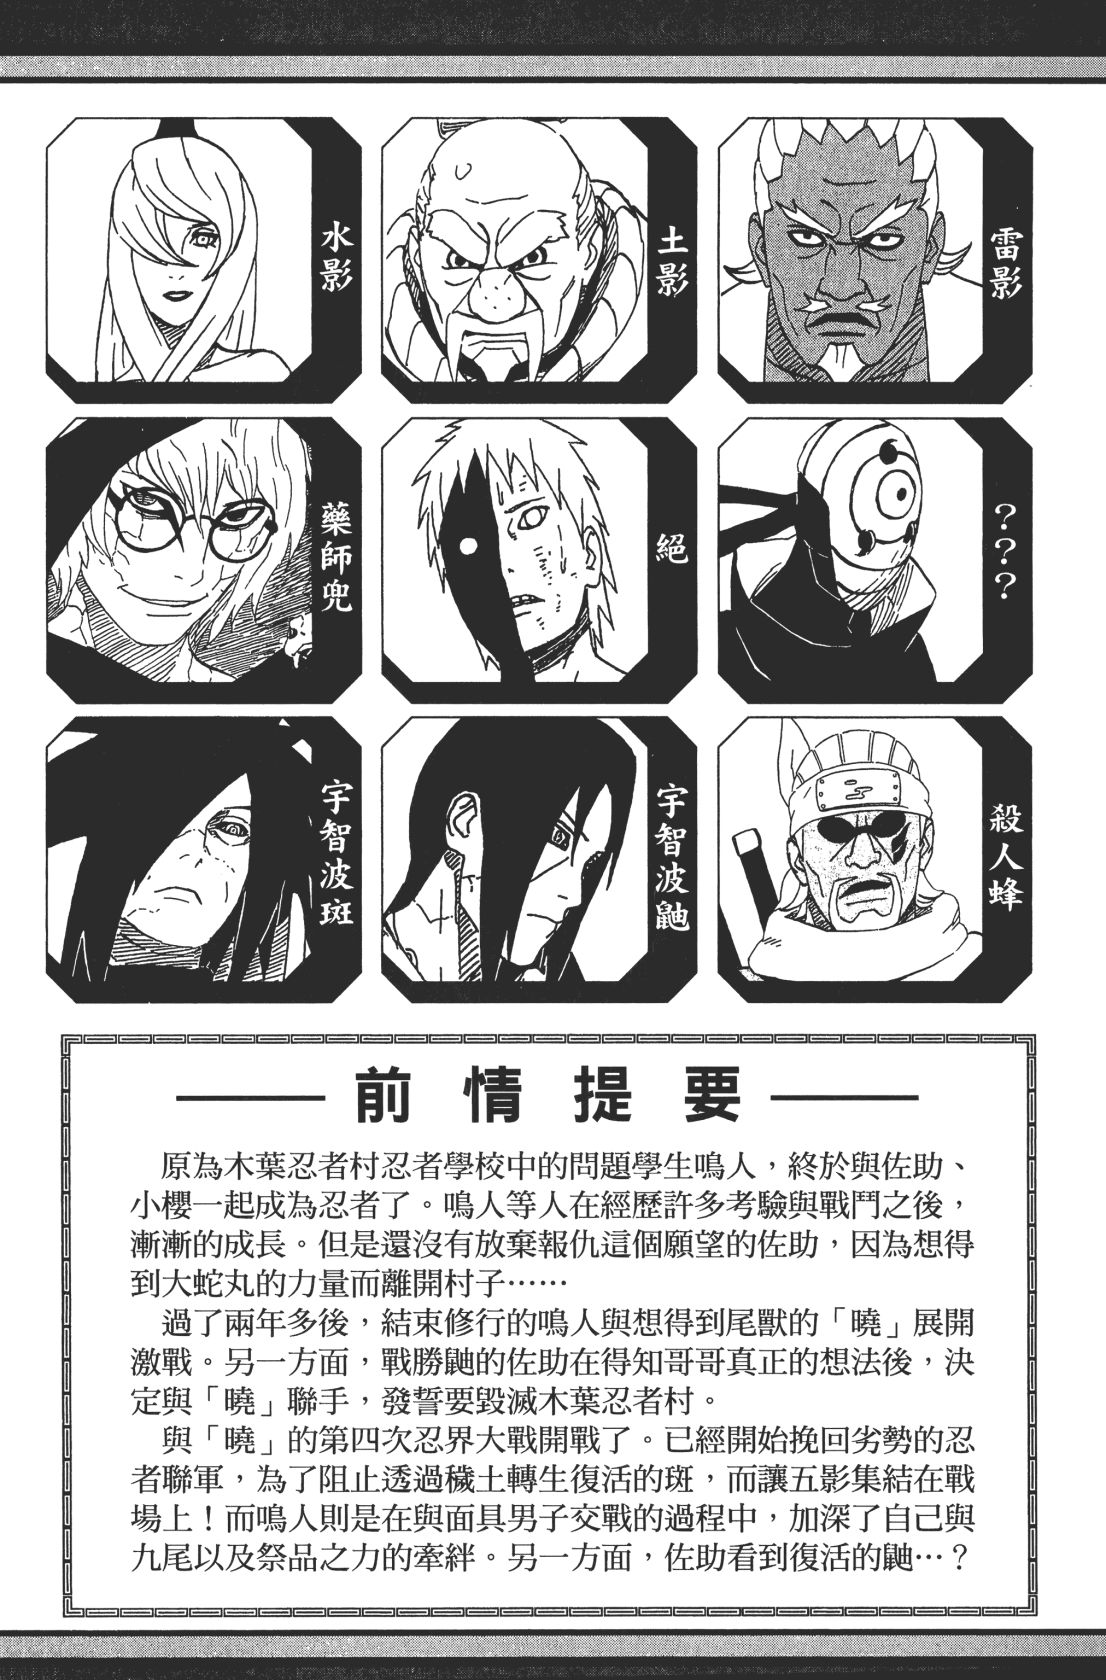 水影
土影
雷影
藥師兜
絕
？？？
宇智波斑
宇智波鼬
殺人蜂
前情提要
原為木葉忍者村忍者學校中的問題學生鳴人，終於與佐助、
小櫻一起成為忍者了。鳴人等人在經歷許多考驗與戰鬥之後，
漸漸的成長。但是還沒有放棄報仇這個願望的佐助，因為想得
到大蛇丸的力量而離開村子……
過了兩年多後，結束修行的鳴人與想得到尾獸的「曉」展開
激戰。另一方面，戰勝鼬的佐助在得知哥哥真正的想法後，決
定與「曉」聯手，發誓要毀滅木葉忍者村。
與「曉」的第四次忍界大戰開戰了。已經開始挽回劣勢的忍
者聯軍，為了阻止透過穢土轉生復活的斑，而讓五影集結在戰
場上！而鳴人則是在與面具男子交戰的過程中，加深了自己與
九尾以及祭品之力的牽絆。另一方面，佐助看到復活的鼬…？